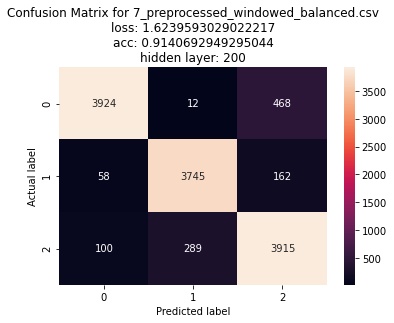 Confusion Matrix for 7_preprocessed_windowed_balanced.csv
loss: 1.6239593029022217
acc: 0.9140692949295044
hidden layer: 200
Actual label
0
3924 12 468
1
58 3745 162
2
100 289 3915
0 1 2
Predicted label
3500
3000
2500
2000
1500
1000
500